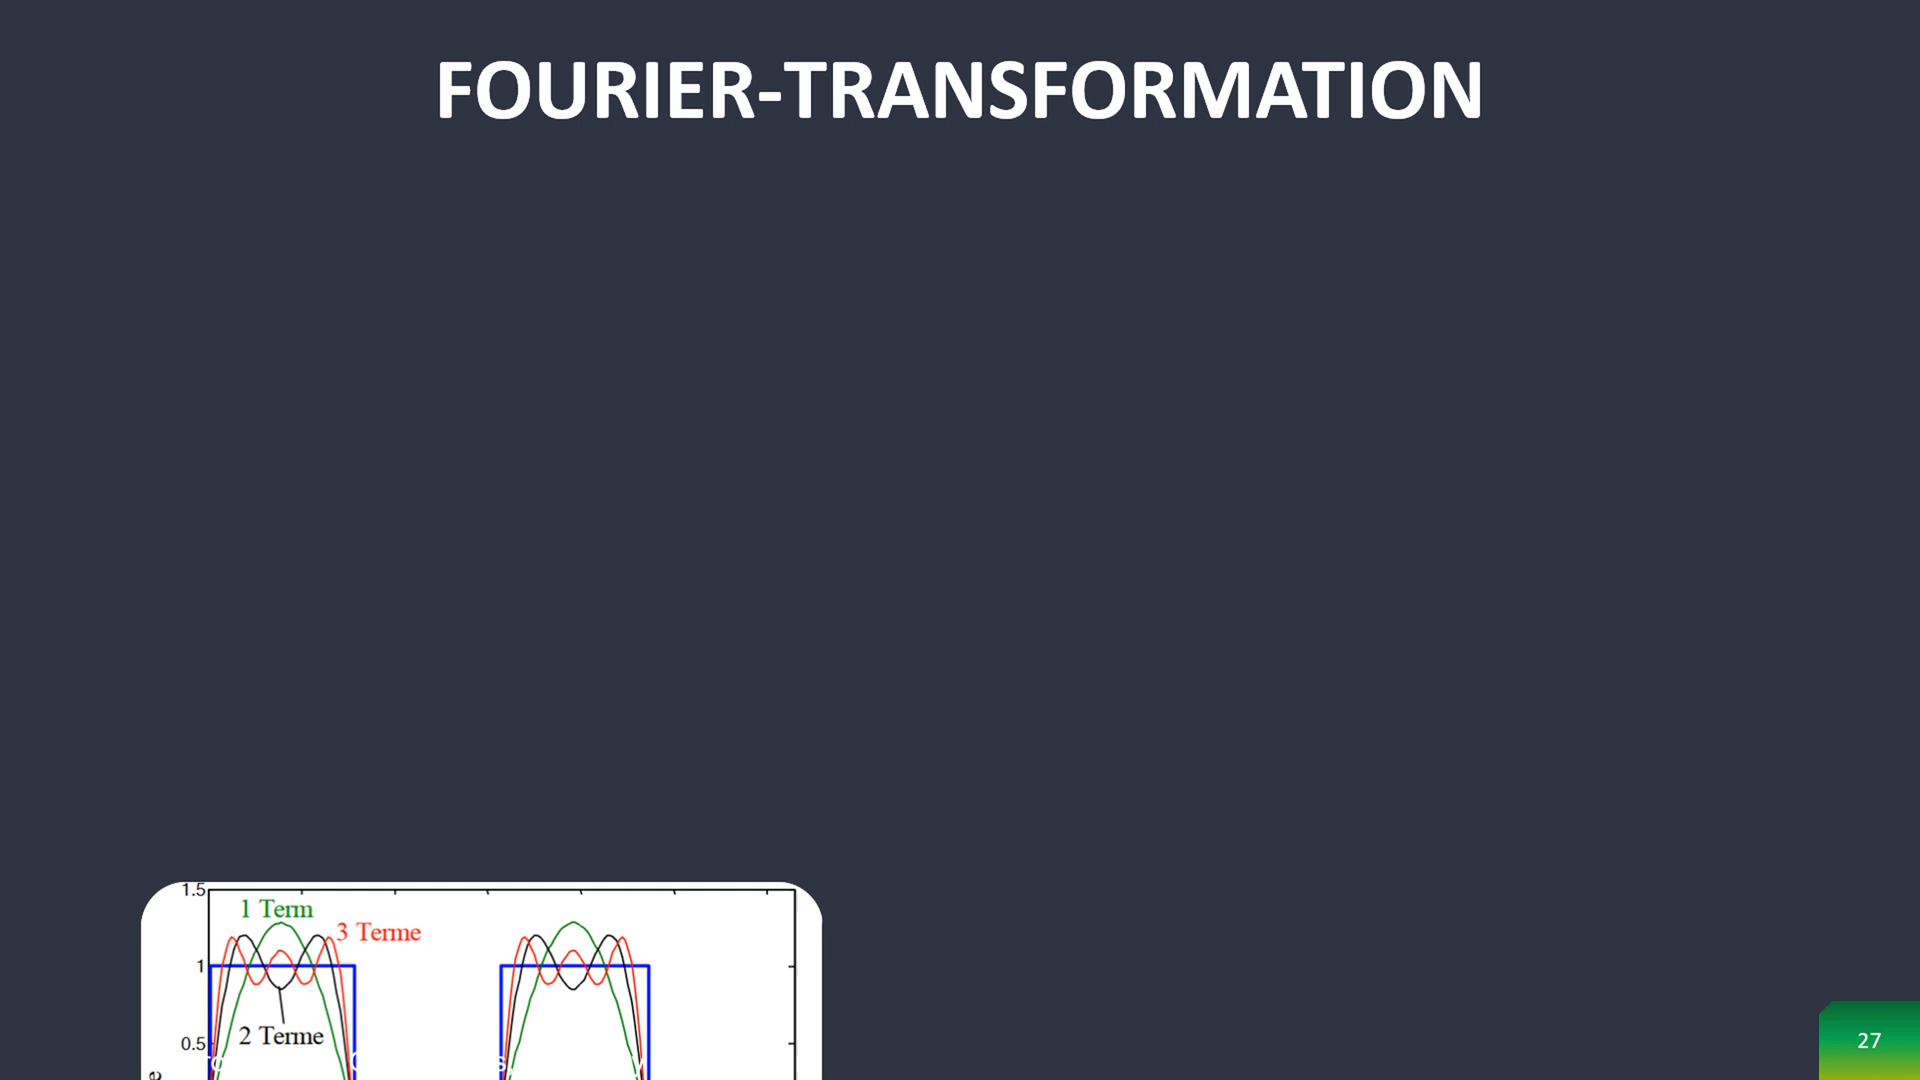 FOURIER-TRANSFORMATION
1.5
1 Term
3 Terme
1
2 Terme
0.5
27